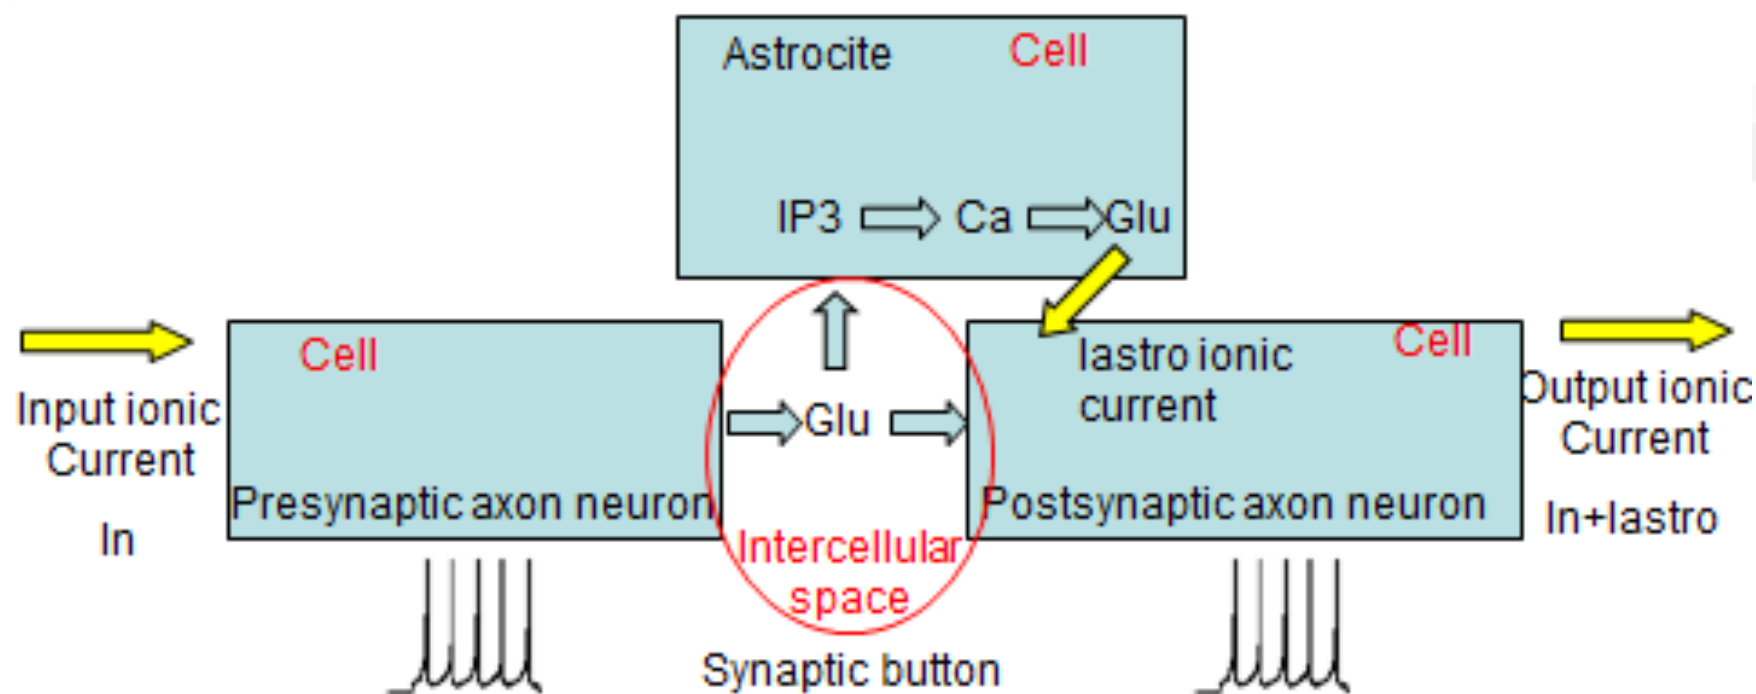 Astrocite Cell
IP3 Ca Glu
Cell
Input ionic
Current
In
Presynaptic axon neuron
Glu
Intercellular
space
Synaptic button
Cell
Iastro ionic
current
Postsynaptic axon neuron
Output ionic
Current
In+Iastro